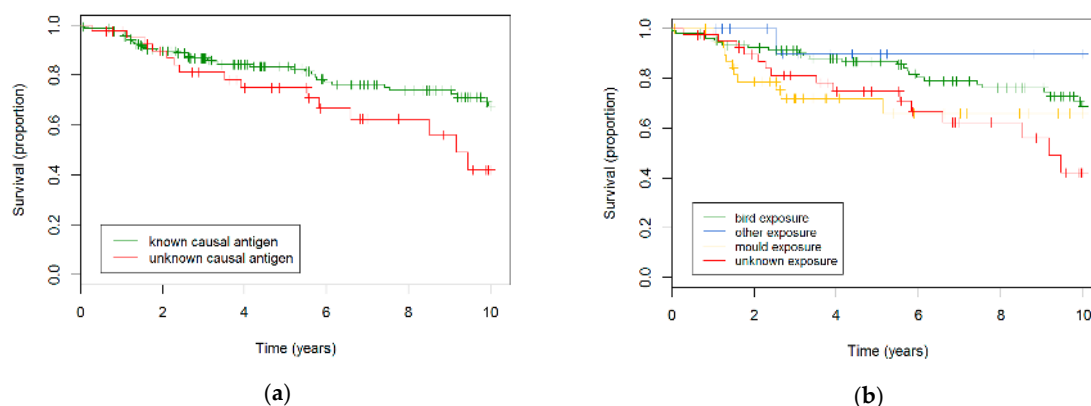 Survival (proportion)
1.0
0.8
0.6
0.4
0.2
0.0
known causal antigen
unknown causal antigen
0 2 4 6 8 10
Time (years)
(a)
Survival (proportion)
1.0
0.8
0.6
0.4
0.2
0.0
bird exposure
other exposure
mould exposure
unknown exposure
0 2 4 6 8 10
Time (years)
(b)